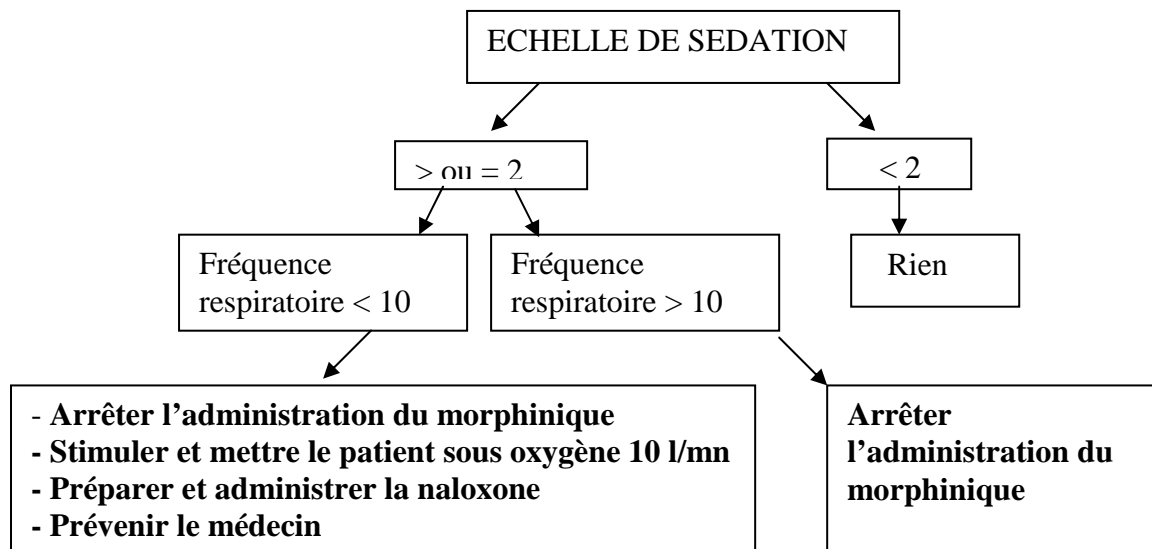 ECHELLE DE SEDATION
> ou = 2
< 2
Fréquence
respiratoire < 10
Fréquence
respiratoire > 10
Rien
- Arrêter l’administration du morphinique
- Stimuler et mettre le patient sous oxygène 10 l/mn
- Préparer et administrer la naloxone
- Prévenir le médecin
Arrêter
l’administration du
morphinique